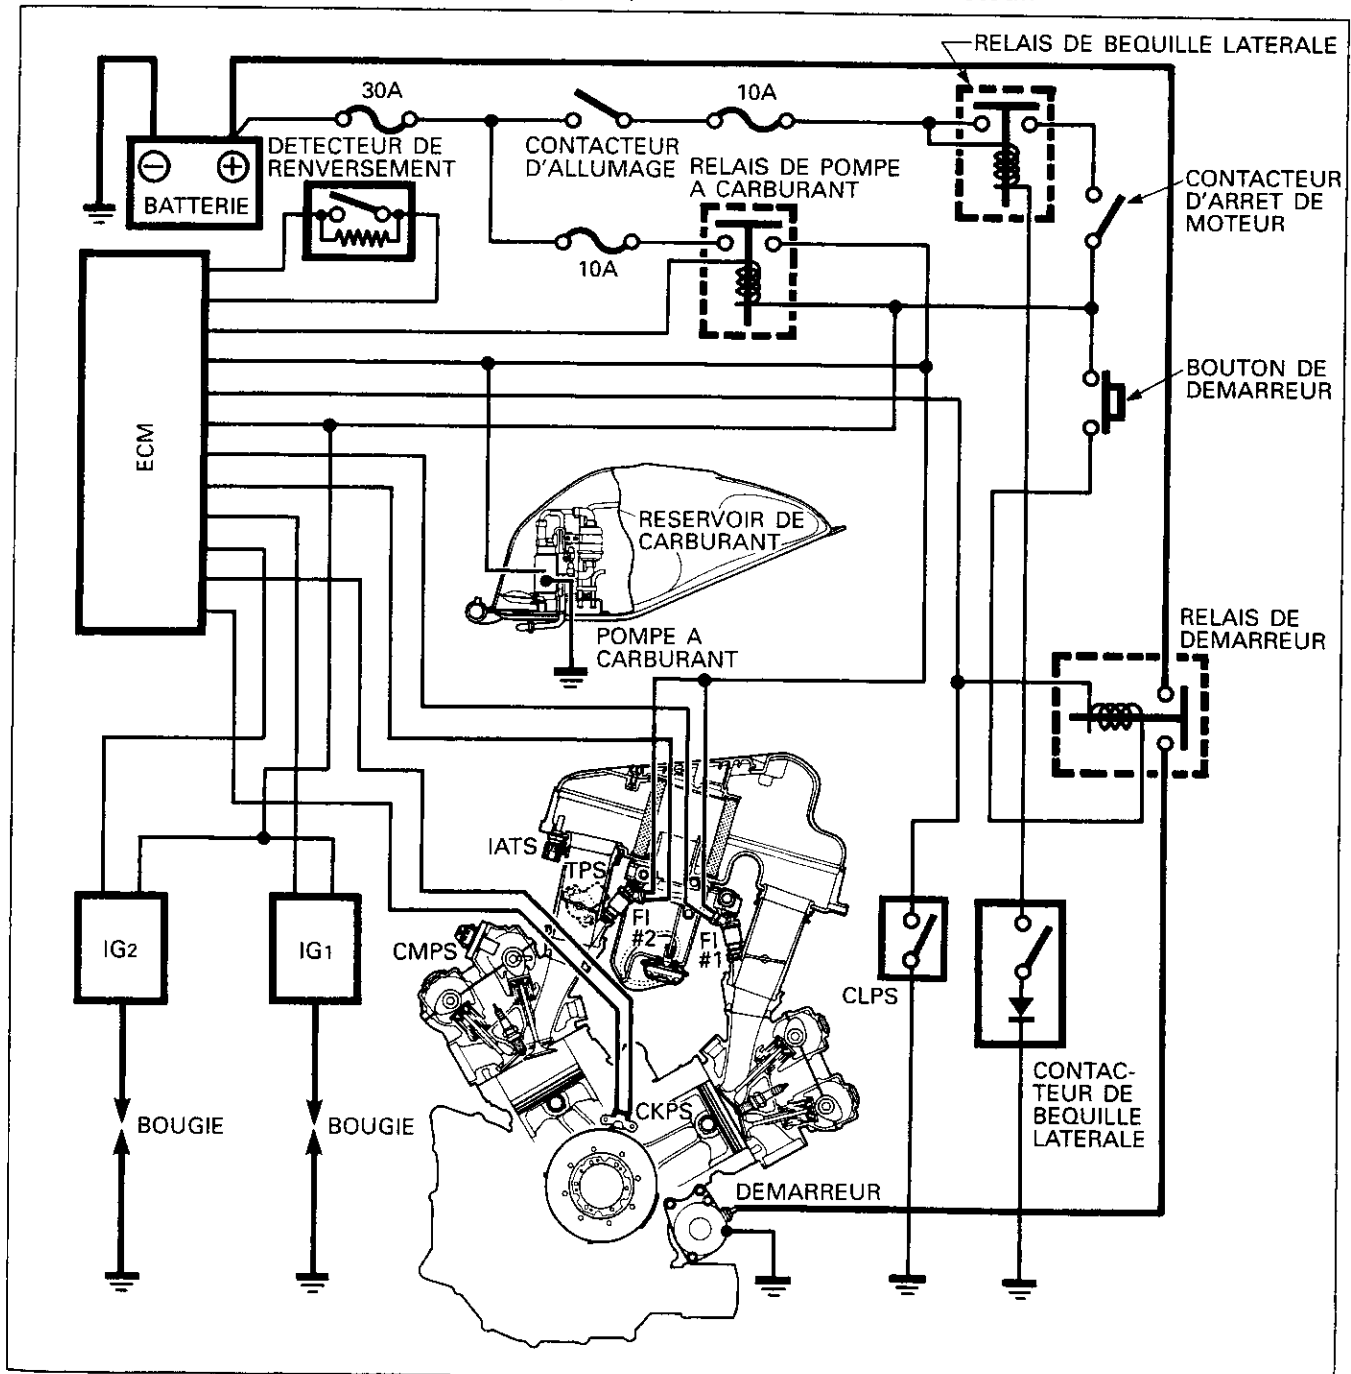 RELAIS DE BEQUILLE LATERALE
30A
10A
DETECTEUR DE
RENVERSEMENT
CONTACTEUR
D'ALLUMAGE
RELAIS DE POMPE
A CARBURANT
BATTERIE
CONTACTEUR
D'ARRET DE
MOTEUR
10A
ECM
BOUTON DE
DEMARREUR
RESERVOIR DE
CARBURANT
POMPE A
CARBURANT
RELAIS DE
DEMARREUR
IATS
TPS
FI
#2
FI
#1
CMPS
IG2
IG1
CLPS
CONTAC-
TEUR DE
BEQUILLE
LATERALE
BOUGIE
BOUGIE
CKPS
DEMARREUR